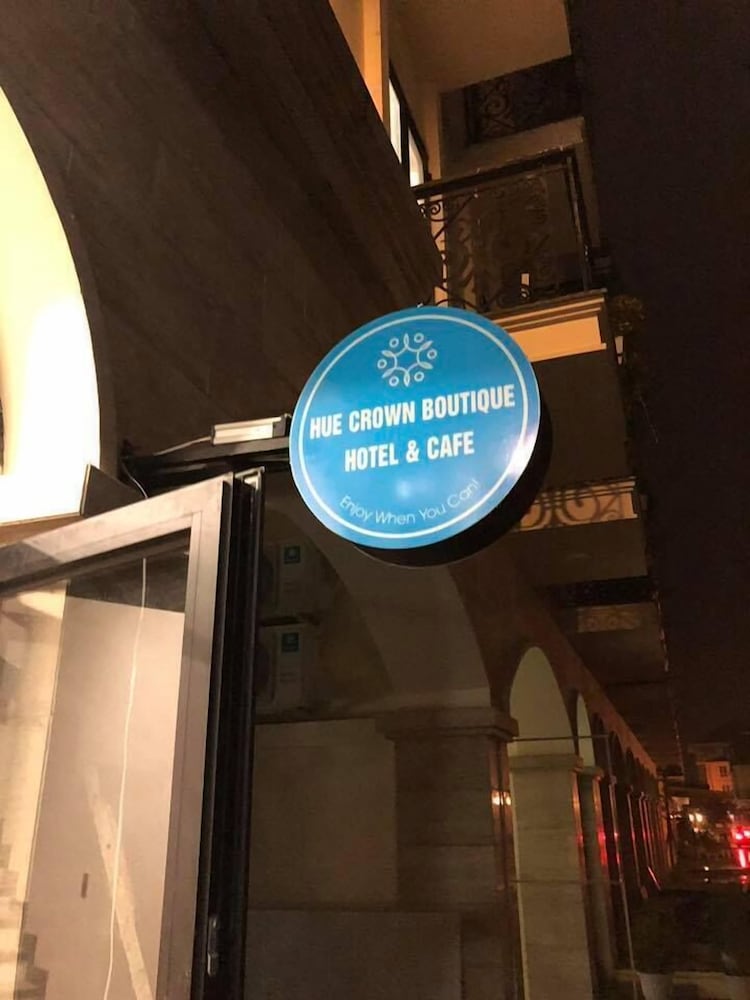 HUE CROWN BOUTIQUE
HOTEL & CAFE
Enjoy When You Can!